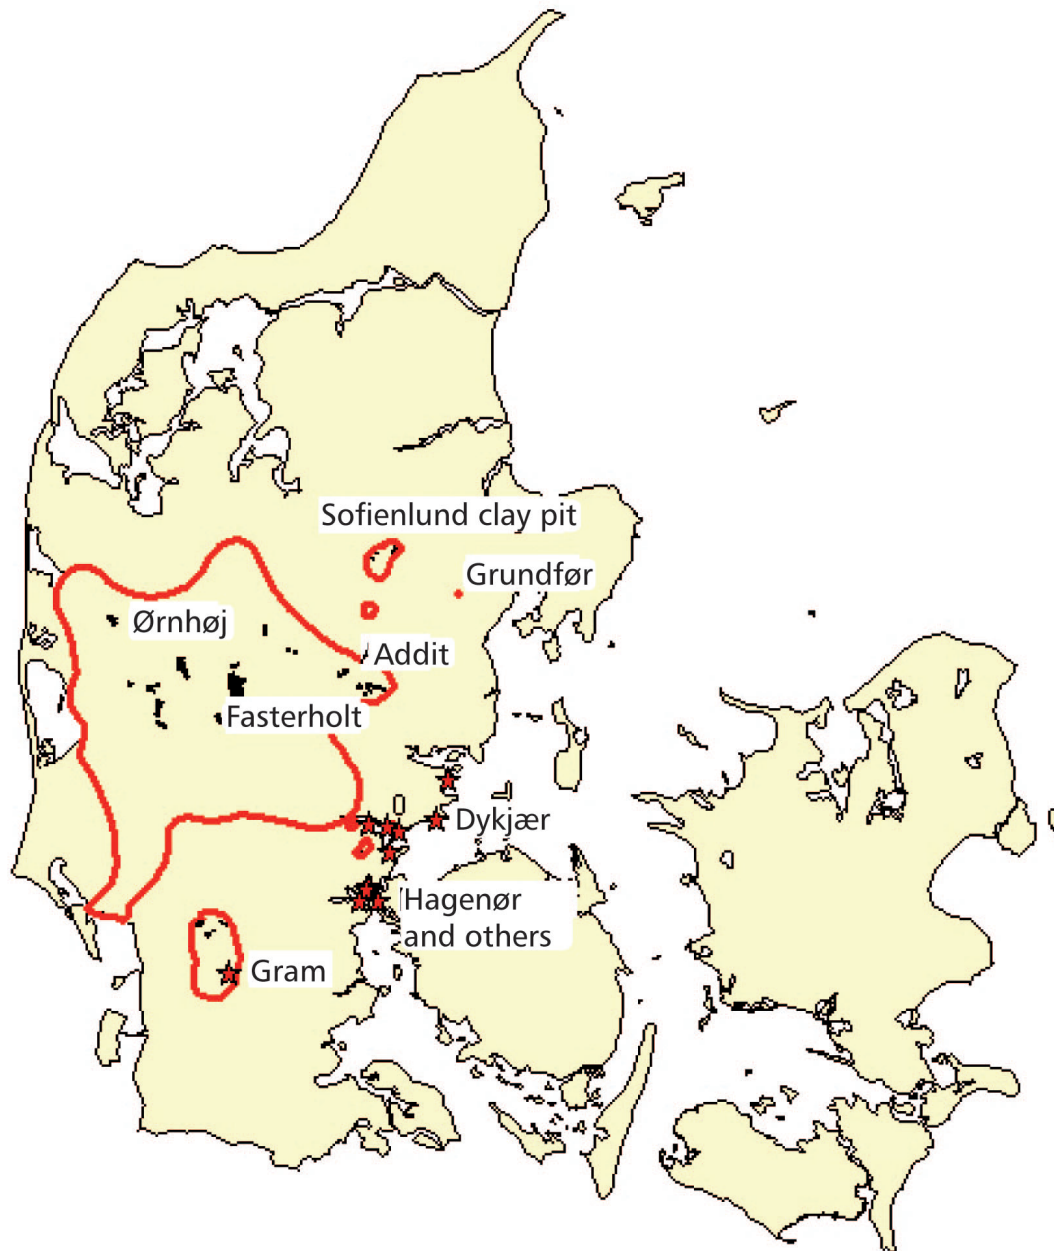 Sofienlund clay pit
Grundfør
Ørnhøj
Addit
Fasterholt
Dykjær
Hagenør
and others
Gram